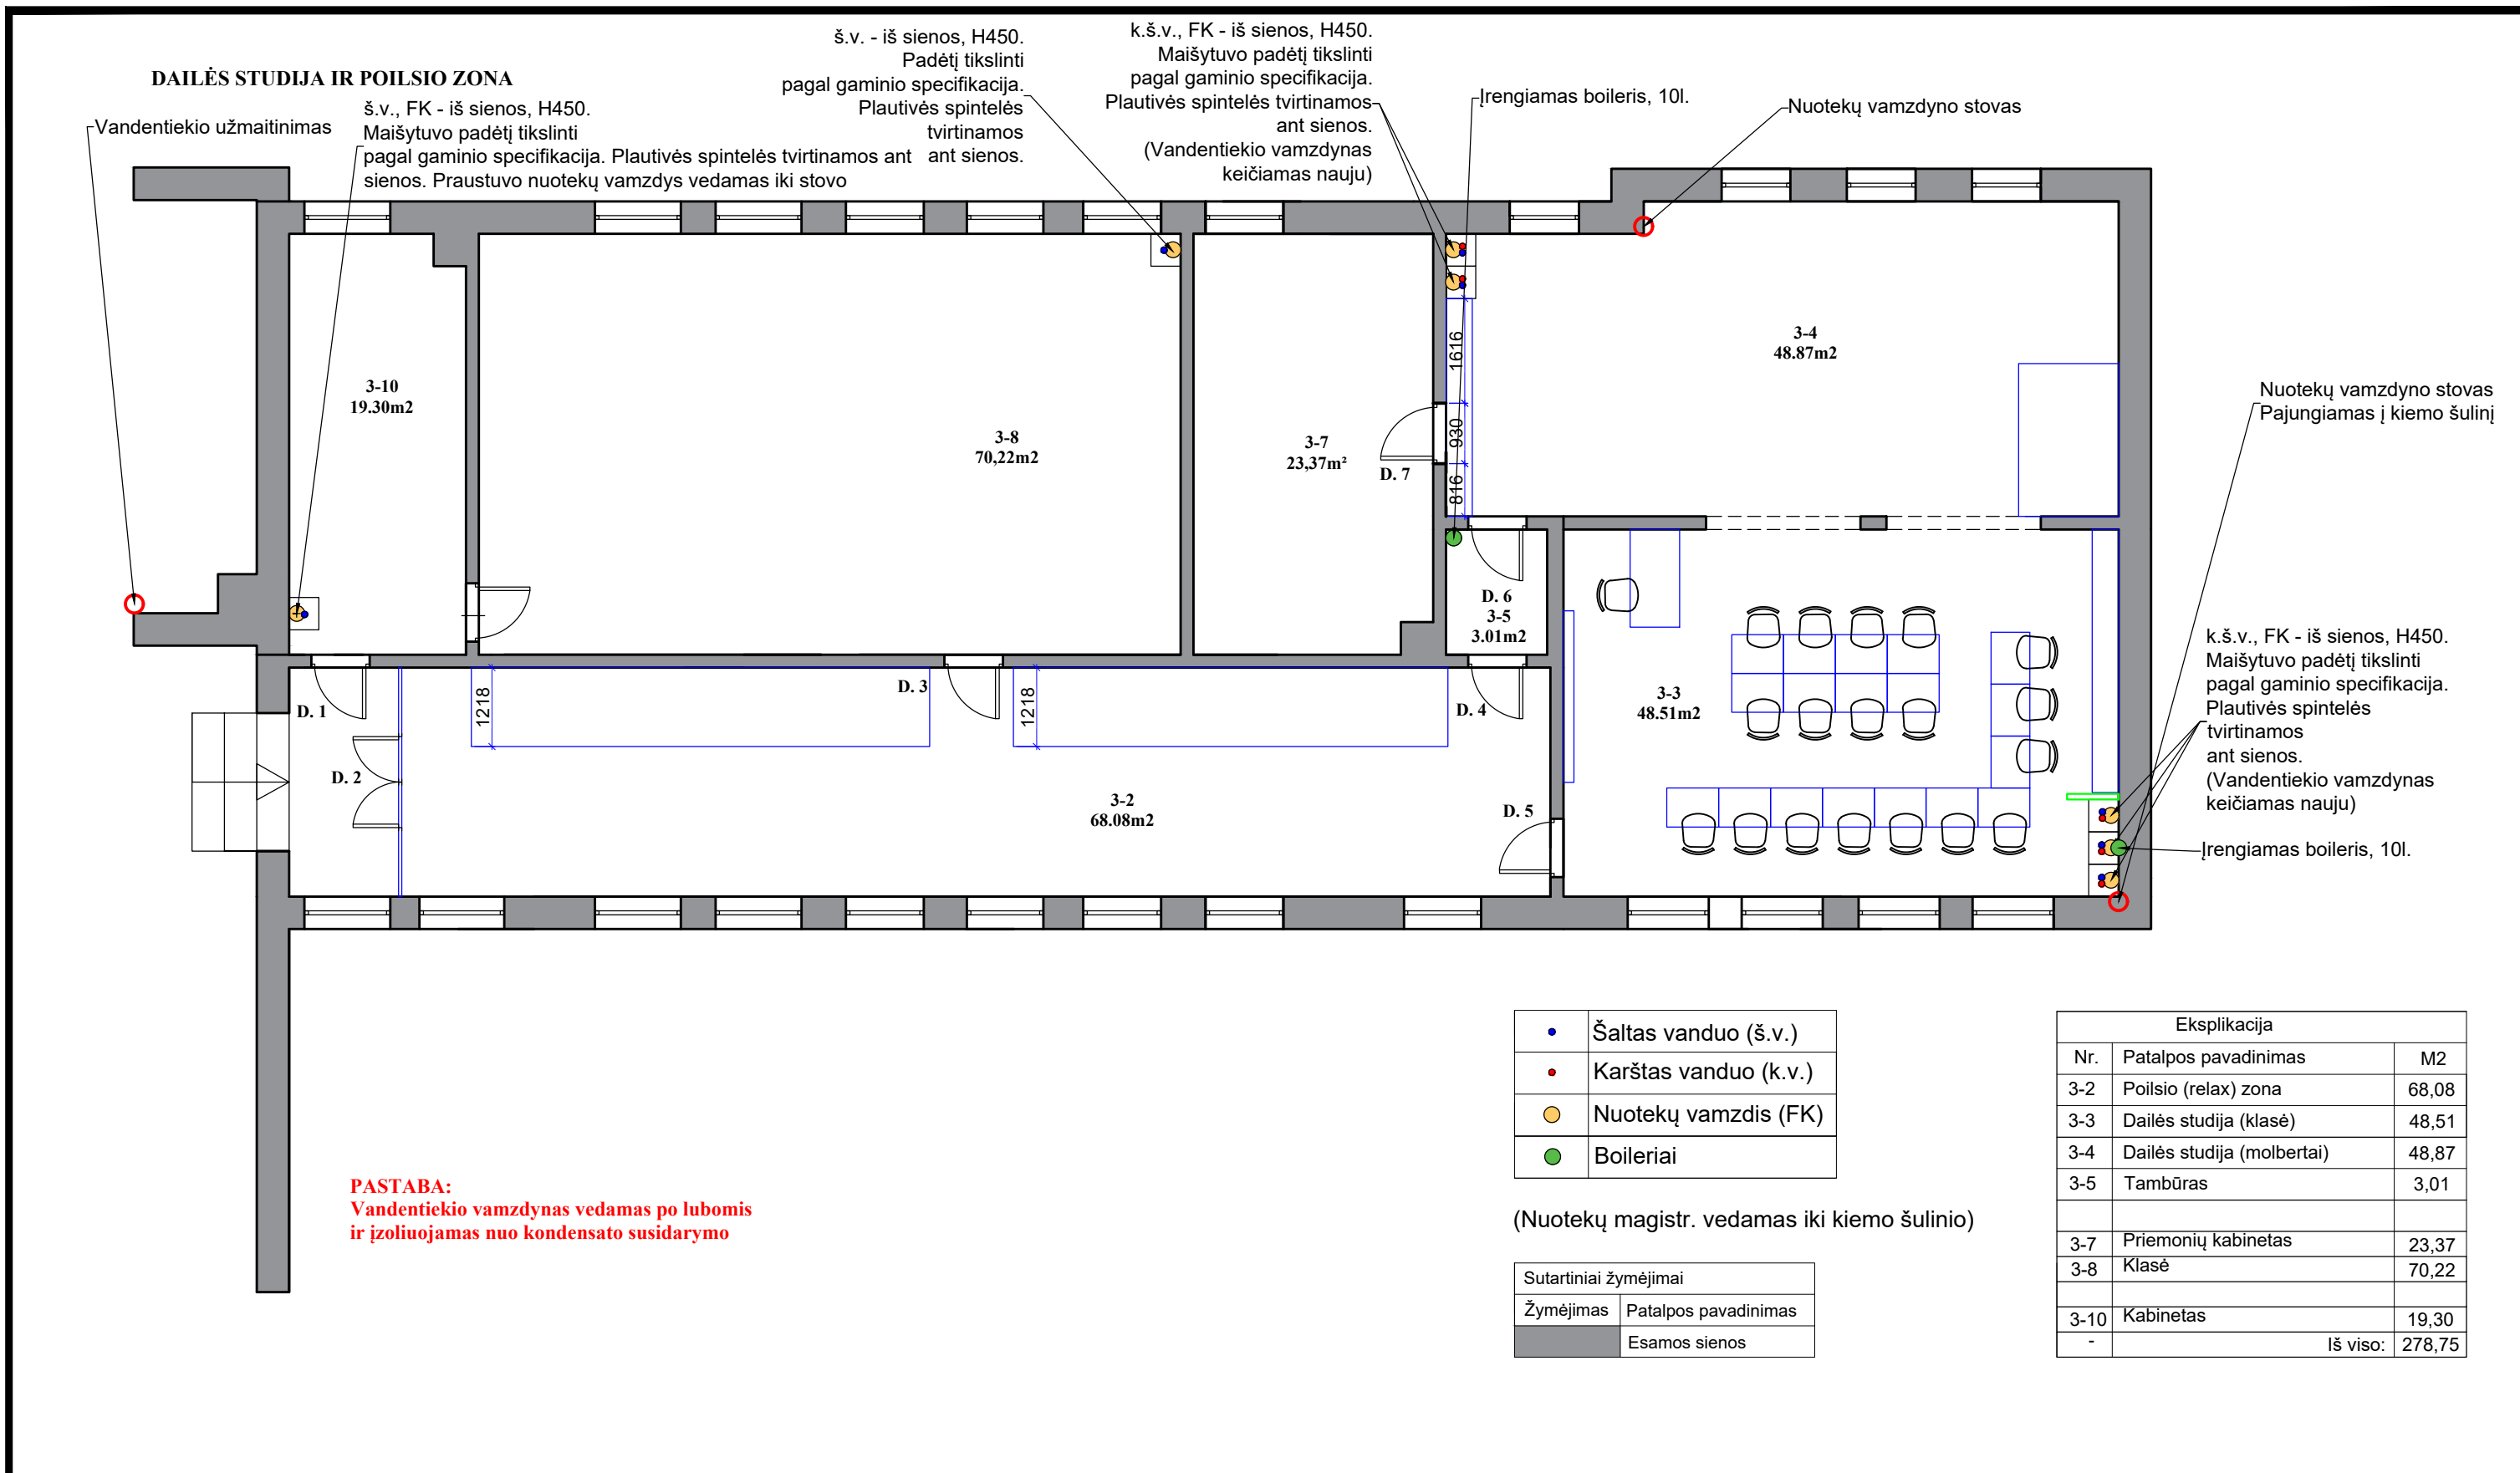 DAILĖS STUDIJA IR POILSIO ZONA
Vandentiekio užmaitinimas
š.v., FK - iš sienos, H450.
Maišytuvo padėtį tikslinti
pagal gaminio specifikacija. Plautivės spintelės tvirtinamos ant
sienos. Praustuvo nuotekų vamzdys vedamas iki stovo
š.v. - iš sienos, H450.
Padėtį tikslinti
pagal gaminio specifikacija.
Plautivės spintelės
tvirtinamos
ant sienos.
k.š.v., FK - iš sienos, H450.
Maišytuvo padėtį tikslinti
pagal gaminio specifikacija.
Plautivės spintelės tvirtinamos
ant sienos.
(Vandentiekio vamzdynas
keičiamas nauju)
Įrengiamas boileris, 10l.
Nuotekų vamzdyno stovas
Nuotekų vamzdyno stovas
Pajungiamas į kiemo šulinį
3-10
19.30m2
3-8
70,22m2
3-7
23,37m²
D. 7
1616
930
816
3-4
48.87m2
D. 6
3-5
3.01m2
D. 1
D. 2
1218
D. 3
1218
D. 4
D. 5
3-2
68.08m2
3-3
48.51m2
k.š.v., FK - iš sienos, H450.
Maišytuvo padėtį tikslinti
pagal gaminio specifikacija.
Plautivės spintelės
tvirtinamos
ant sienos.
(Vandentiekio vamzdynas
keičiamas nauju)
Įrengiamas boileris, 10l.
Šaltas vanduo (š.v.)
Karštas vanduo (k.v.)
Nuotekų vamzdis (FK)
Boileriai
(Nuotekų magistr. vedamas iki kiemo šulinio)
Sutartiniai žymėjimai
Žymėjimas Patalpos pavadinimas
Esamos sienos
Eksplikacija
Nr. Patalpos pavadinimas M2
3-2 Poilsio (relax) zona 68,08
3-3 Dailės studija (klasė) 48,51
3-4 Dailės studija (molbertai) 48,87
3-5 Tambūras 3,01
3-7 Priemonių kabinetas 23,37
3-8 Klasė 70,22
3-10 Kabinetas 19,30
- Iš viso: 278,75
PASTABA:
Vandentiekio vamzdynas vedamas po lubomis
ir įzoliuojamas nuo kondensato susidarymo